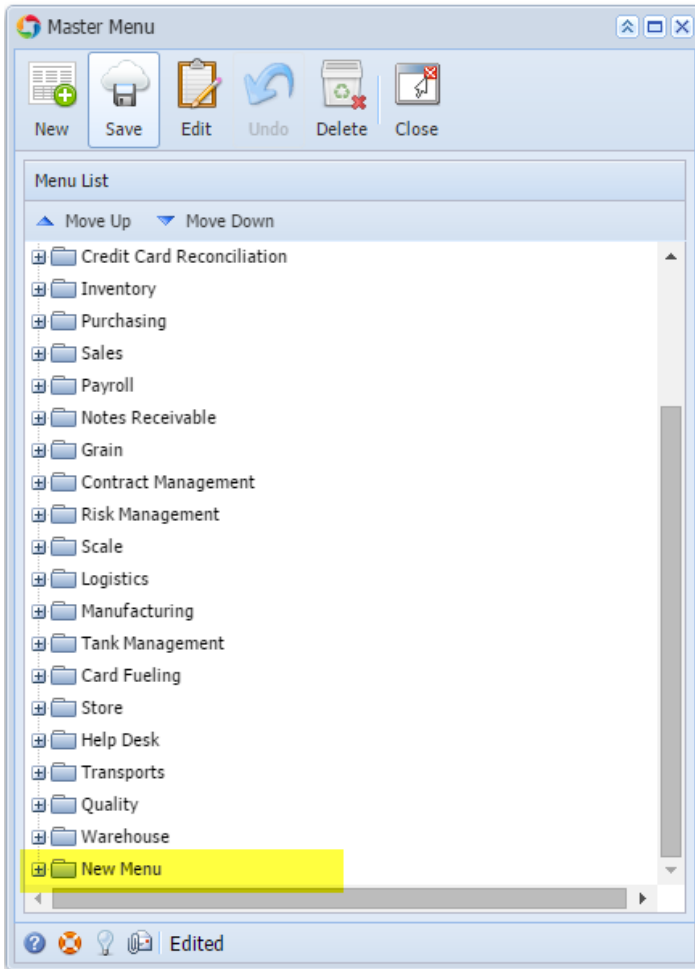 Master Menu
New Save Edit Undo Delete Close
Menu List
Move Up Move Down
Credit Card Reconciliation
Inventory
Purchasing
Sales
Payroll
Notes Receivable
Grain
Contract Management
Risk Management
Scale
Logistics
Manufacturing
Tank Management
Card Fueling
Store
Help Desk
Transports
Quality
Warehouse
New Menu
Edited